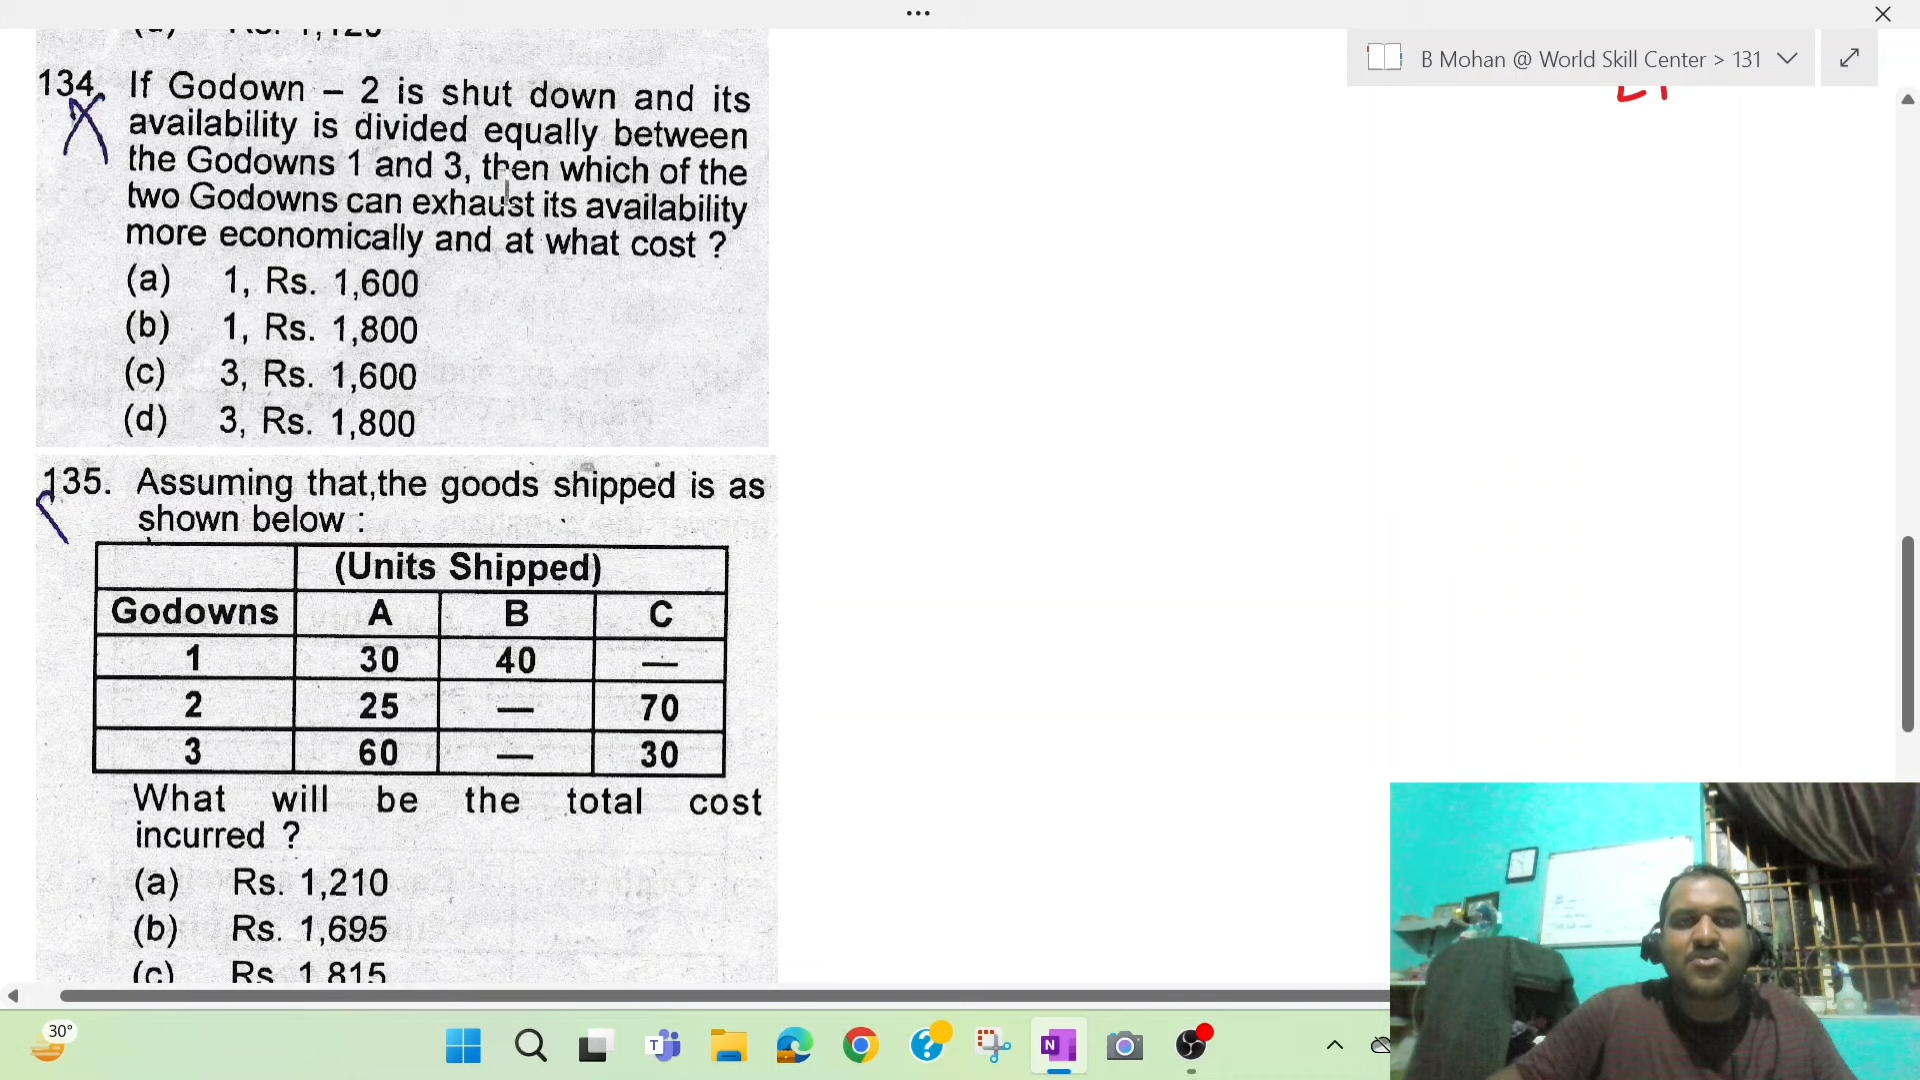 B Mohan @ World Skill Center > 131
134. If Godown – 2 is shut down and its
availability is divided equally between
the Godowns 1 and 3, then which of the
two Godowns can exhaust its availability
more economically and at what cost ?
(a) 1, Rs. 1,600
(b) 1, Rs. 1,800
(c) 3, Rs. 1,600
(d) 3, Rs. 1,800
135. Assuming that,the goods shipped is as
shown below :
(Units Shipped)
Godowns A B C
1 30 40 —
2 25 — 70
3 60 — 30
What will be the total cost
incurred ?
(a) Rs. 1,210
(b) Rs. 1,695
(c) Rs 1 815
30°